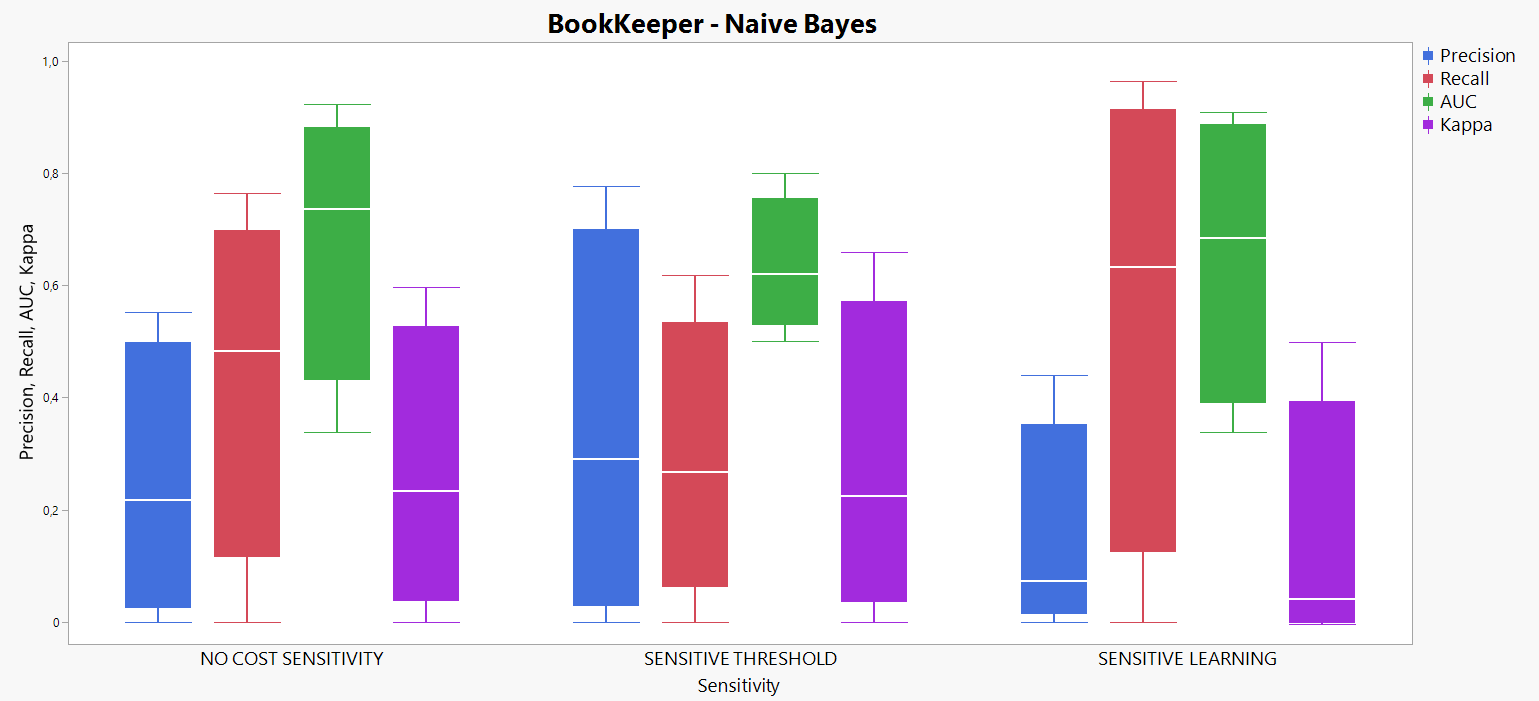 BookKeeper - Naive Bayes
Precision
Recall
AUC
Kappa
Precision, Recall, AUC, Kappa
1,0
0,8
0,6
0,4
0,2
0
NO COST SENSITIVITY
SENSITIVE THRESHOLD
SENSITIVE LEARNING
Sensitivity